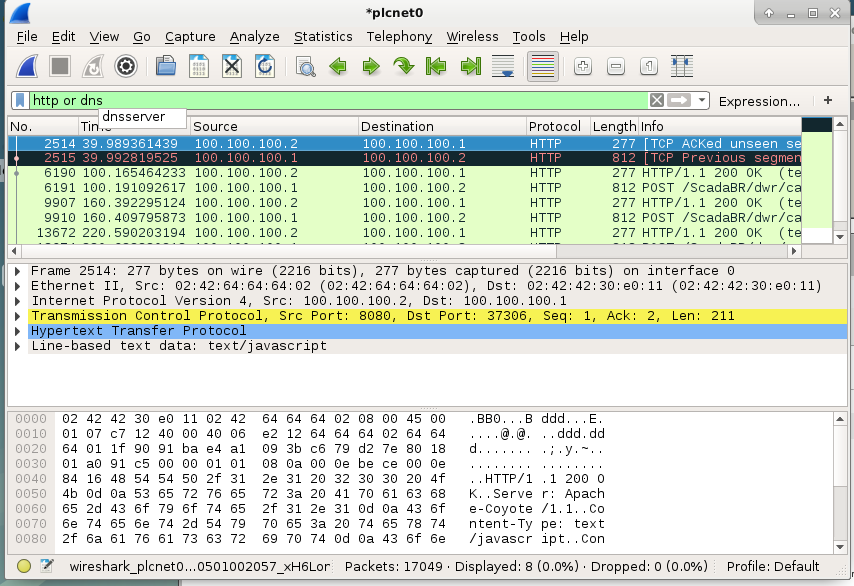 *plcnet0
File Edit View Go Capture Analyze Statistics Telephony Wireless Tools Help
http or dns Expression… +
dnsserver
No. Time Source Destination Protocol Length Info
2514 39.989361439 100.100.100.2 100.100.100.1 HTTP 277 [TCP ACKed unseen se
2515 39.992819525 100.100.100.1 100.100.100.2 HTTP 812 [TCP Previous segmen
6190 100.165464233 100.100.100.2 100.100.100.1 HTTP 277 HTTP/1.1 200 OK (te
6191 100.191092617 100.100.100.1 100.100.100.2 HTTP 812 POST /ScadaBR/dwr/ca
9907 160.392295124 100.100.100.2 100.100.100.1 HTTP 277 HTTP/1.1 200 OK (te
9910 160.409795873 100.100.100.1 100.100.100.2 HTTP 812 POST /ScadaBR/dwr/ca
13672 220.590203194 100.100.100.2 100.100.100.1 HTTP 277 HTTP/1.1 200 OK (te
Frame 2514: 277 bytes on wire (2216 bits), 277 bytes captured (2216 bits) on interface 0
Ethernet II, Src: 02:42:64:64:64:02 (02:42:64:64:64:02), Dst: 02:42:42:30:e0:11 (02:42:42:30:e0:11)
Internet Protocol Version 4, Src: 100.100.100.2, Dst: 100.100.100.1
Transmission Control Protocol, Src Port: 8080, Dst Port: 37306, Seq: 1, Ack: 2, Len: 211
Hypertext Transfer Protocol
Line-based text data: text/javascript
0000 02 42 42 30 e0 11 02 42 64 64 64 02 08 00 45 00 .BB0...B ddd...E.
0010 01 07 c7 12 40 00 40 06 e2 12 64 64 64 02 64 64 ....@.@. ..ddd.dd
0020 64 01 1f 90 91 ba e4 a1 09 3b c6 79 d2 7e 80 18 d....... .;.y.~..
0030 01 a0 91 c5 00 00 01 01 08 0a 00 0e be ce 00 0e ........ ........
0040 84 16 48 54 54 50 2f 31 2e 31 20 32 30 30 20 4f ..HTTP/1 .1 200 O
0050 4b 0d 0a 53 65 72 76 65 72 3a 20 41 70 61 63 68 K..Serve r: Apach
0060 65 2d 43 6f 79 6f 74 65 2f 31 2e 31 0d 0a 43 6f e-Coyote /1.1..Co
0070 6e 74 65 6e 74 2d 54 79 70 65 3a 20 74 65 78 74 ntent-Ty pe: text
0080 2f 6a 61 76 61 73 63 72 69 70 74 0d 0a 43 6f 6e /javascr ipt..Con
wireshark_plcnet0…0501002057_xH6Lor Packets: 17049 · Displayed: 8 (0.0%) · Dropped: 0 (0.0%) Profile: Default